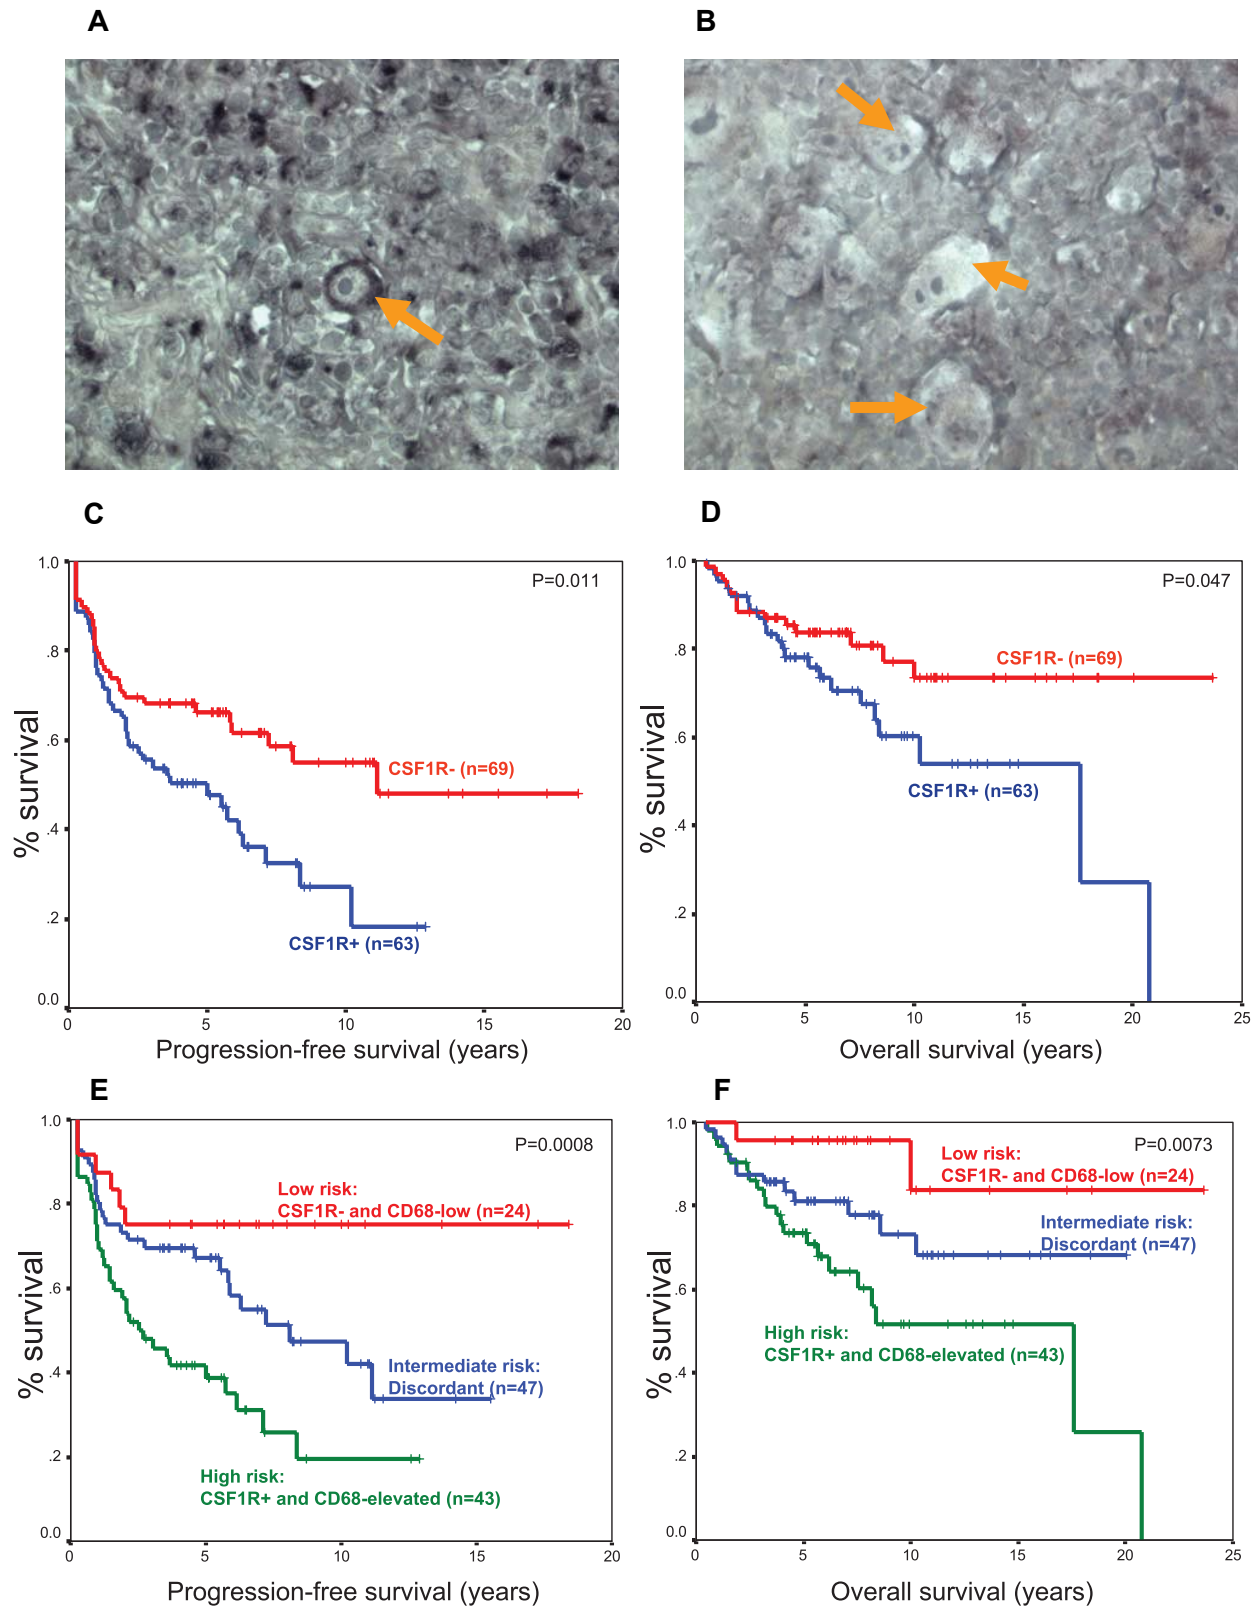 A
B
C
D
1.0
.8
.6
.4
.2
0.0
% survival
P=0.011
CSF1R- (n=69)
CSF1R+ (n=63)
0 5 10 15 20
Progression-free survival (years)
1.0
.8
.6
.4
.2
0.0
% survival
P=0.047
CSF1R- (n=69)
CSF1R+ (n=63)
0 5 10 15 20 25
Overall survival (years)
E
F
1.0
.8
.6
.4
.2
0.0
% survival
P=0.0008
Low risk:
CSF1R- and CD68-low (n=24)
Intermediate risk:
Discordant (n=47)
High risk:
CSF1R+ and CD68-elevated (n=43)
0 5 10 15 20
Progression-free survival (years)
1.0
.8
.6
.4
.2
0.0
% survival
P=0.0073
Low risk:
CSF1R- and CD68-low (n=24)
Intermediate risk:
Discordant (n=47)
High risk:
CSF1R+ and CD68-elevated (n=43)
0 5 10 15 20 25
Overall survival (years)